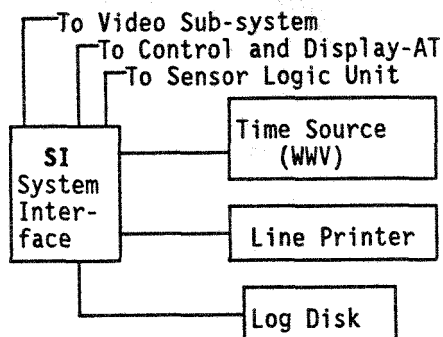 To Video Sub-system
To Control and Display-AT
To Sensor Logic Unit
SI
System
Inter-
face
Time Source
(WWV)
Line Printer
Log Disk